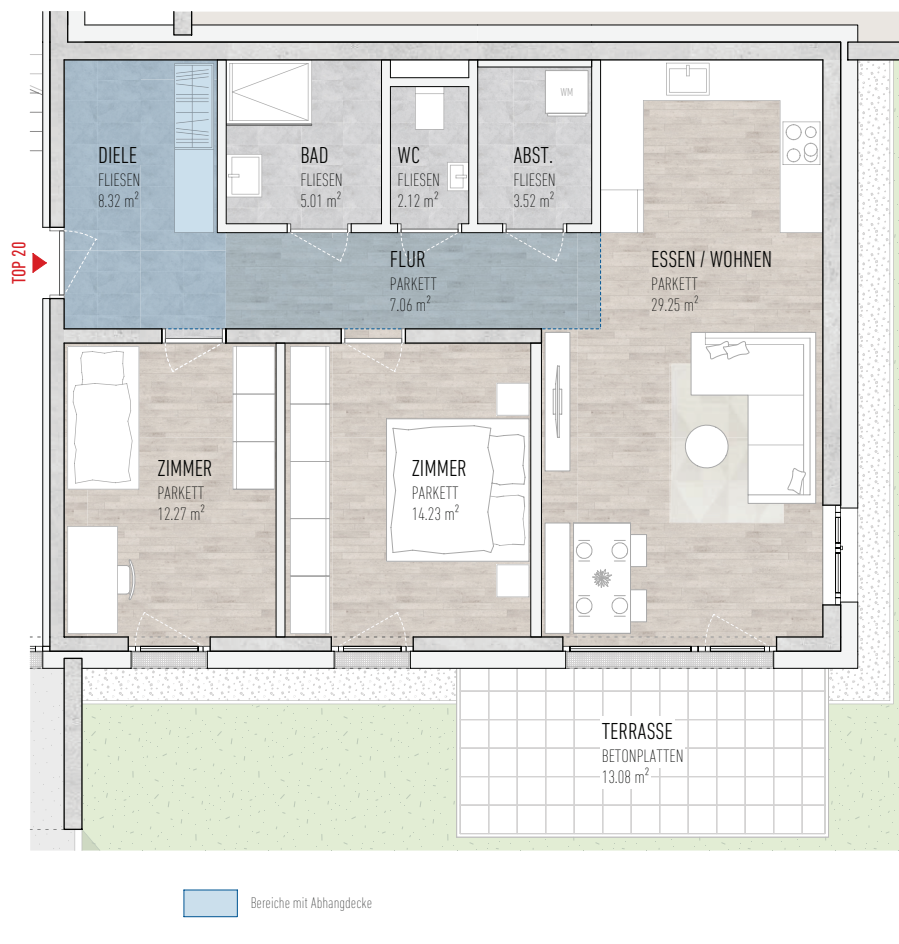 DIELE
FLIESEN
8.32 m²
BAD
FLIESEN
5.01 m²
WC
FLIESEN
2.12 m²
ABST.
FLIESEN
3.52 m²
WM
TOP 20
FLUR
PARKETT
7.06 m²
ESSEN / WOHNEN
PARKETT
29.25 m²
ZIMMER
PARKETT
12.27 m²
ZIMMER
PARKETT
14.23 m²
TERRASSE
BETONPLATTEN
13.08 m²
Bereiche mit Abhangdecke